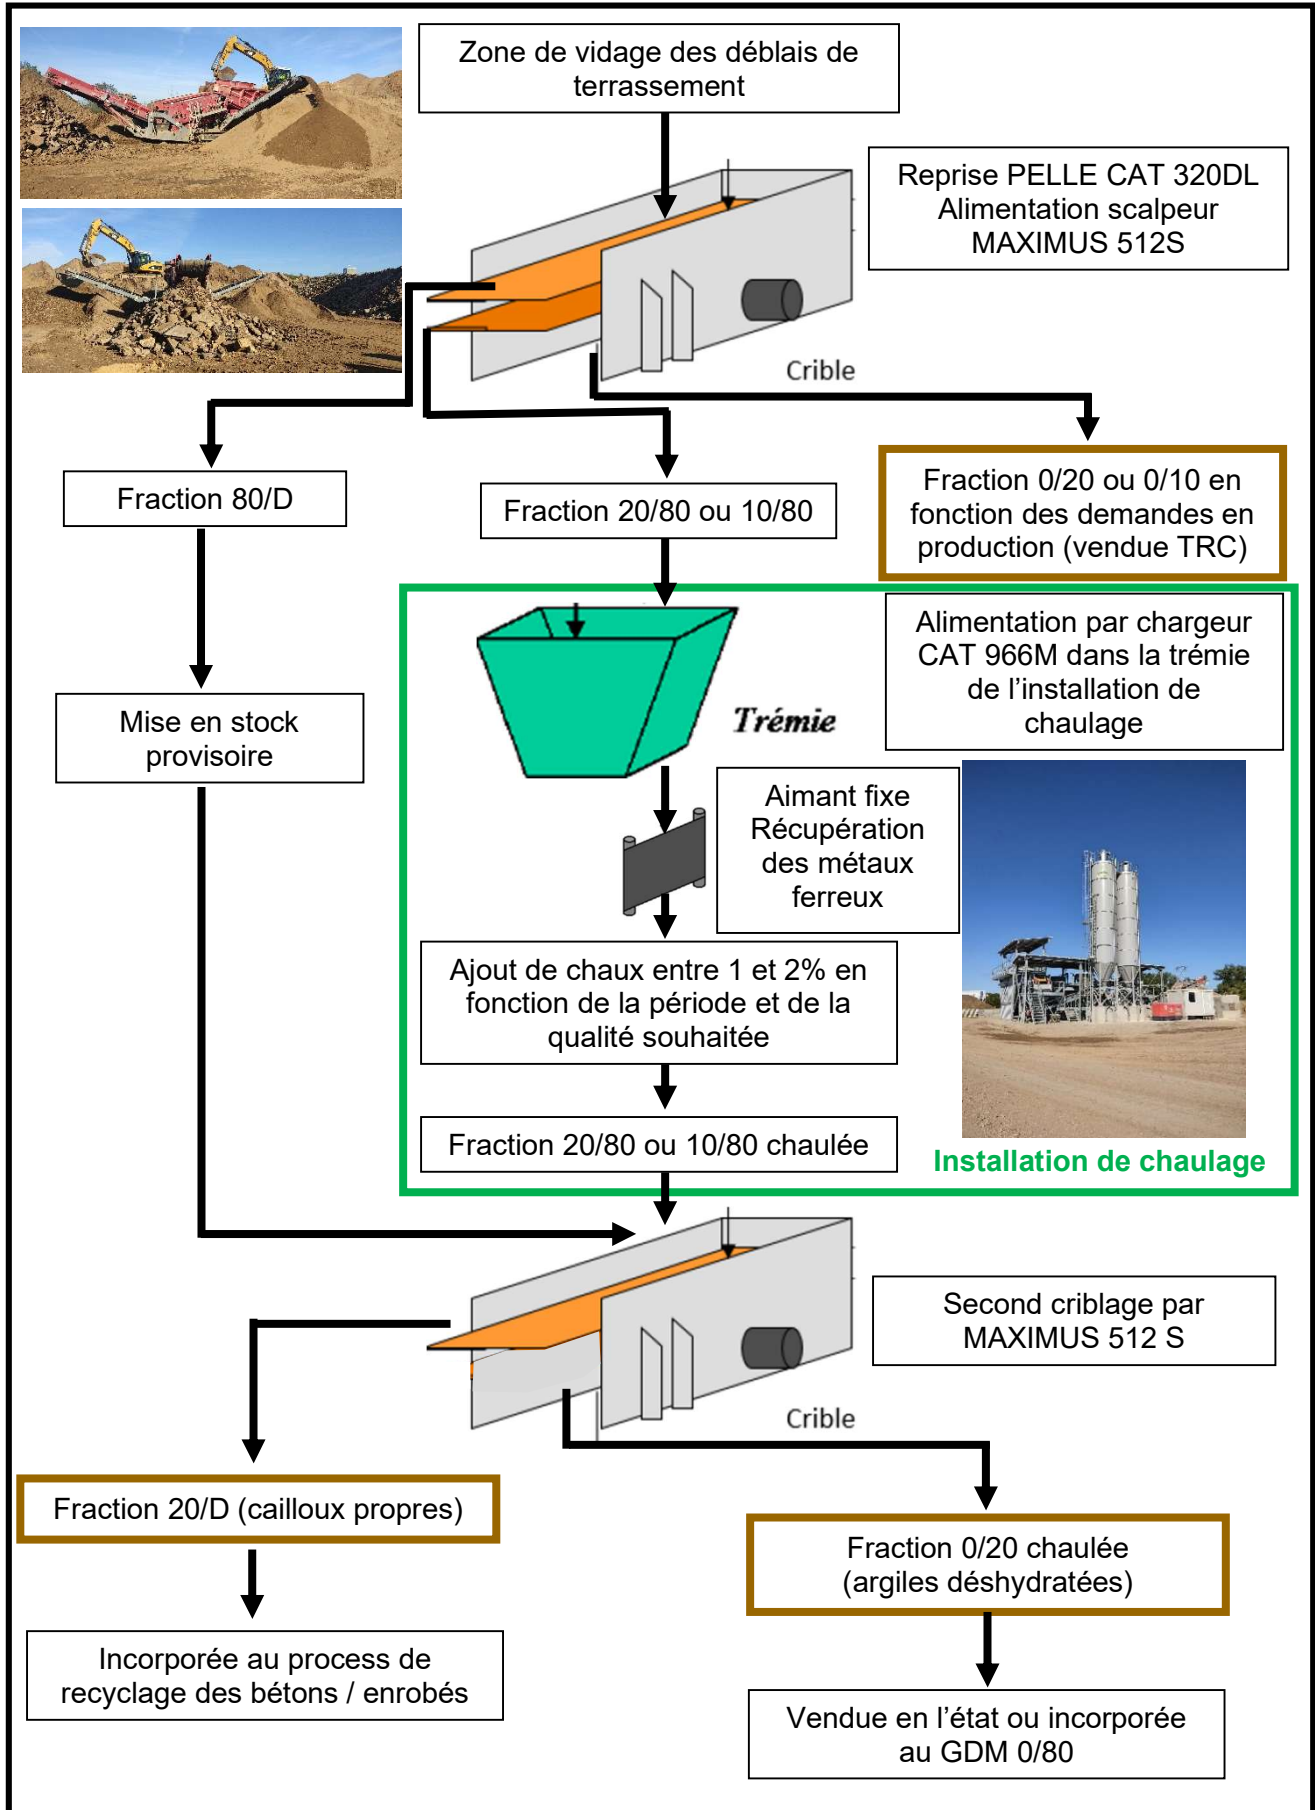 Zone de vidage des déblais de
terrassement
Reprise PELLE CAT 320DL
Alimentation scalpeur
MAXIMUS 512S
Crible
Fraction 80/D
Fraction 20/80 ou 10/80
Fraction 0/20 ou 0/10 en
fonction des demandes en
production (vendue TRC)
Alimentation par chargeur
CAT 966M dans la trémie
de l’installation de
chaulage
Trémie
Mise en stock
provisoire
Aimant fixe
Récupération
des métaux
ferreux
Ajout de chaux entre 1 et 2% en
fonction de la période et de la
qualité souhaitée
Fraction 20/80 ou 10/80 chaulée
Installation de chaulage
Second criblage par
MAXIMUS 512 S
Crible
Fraction 20/D (cailloux propres)
Fraction 0/20 chaulée
(argiles déshydratées)
Incorporée au process de
recyclage des bétons / enrobés
Vendue en l’état ou incorporée
au GDM 0/80